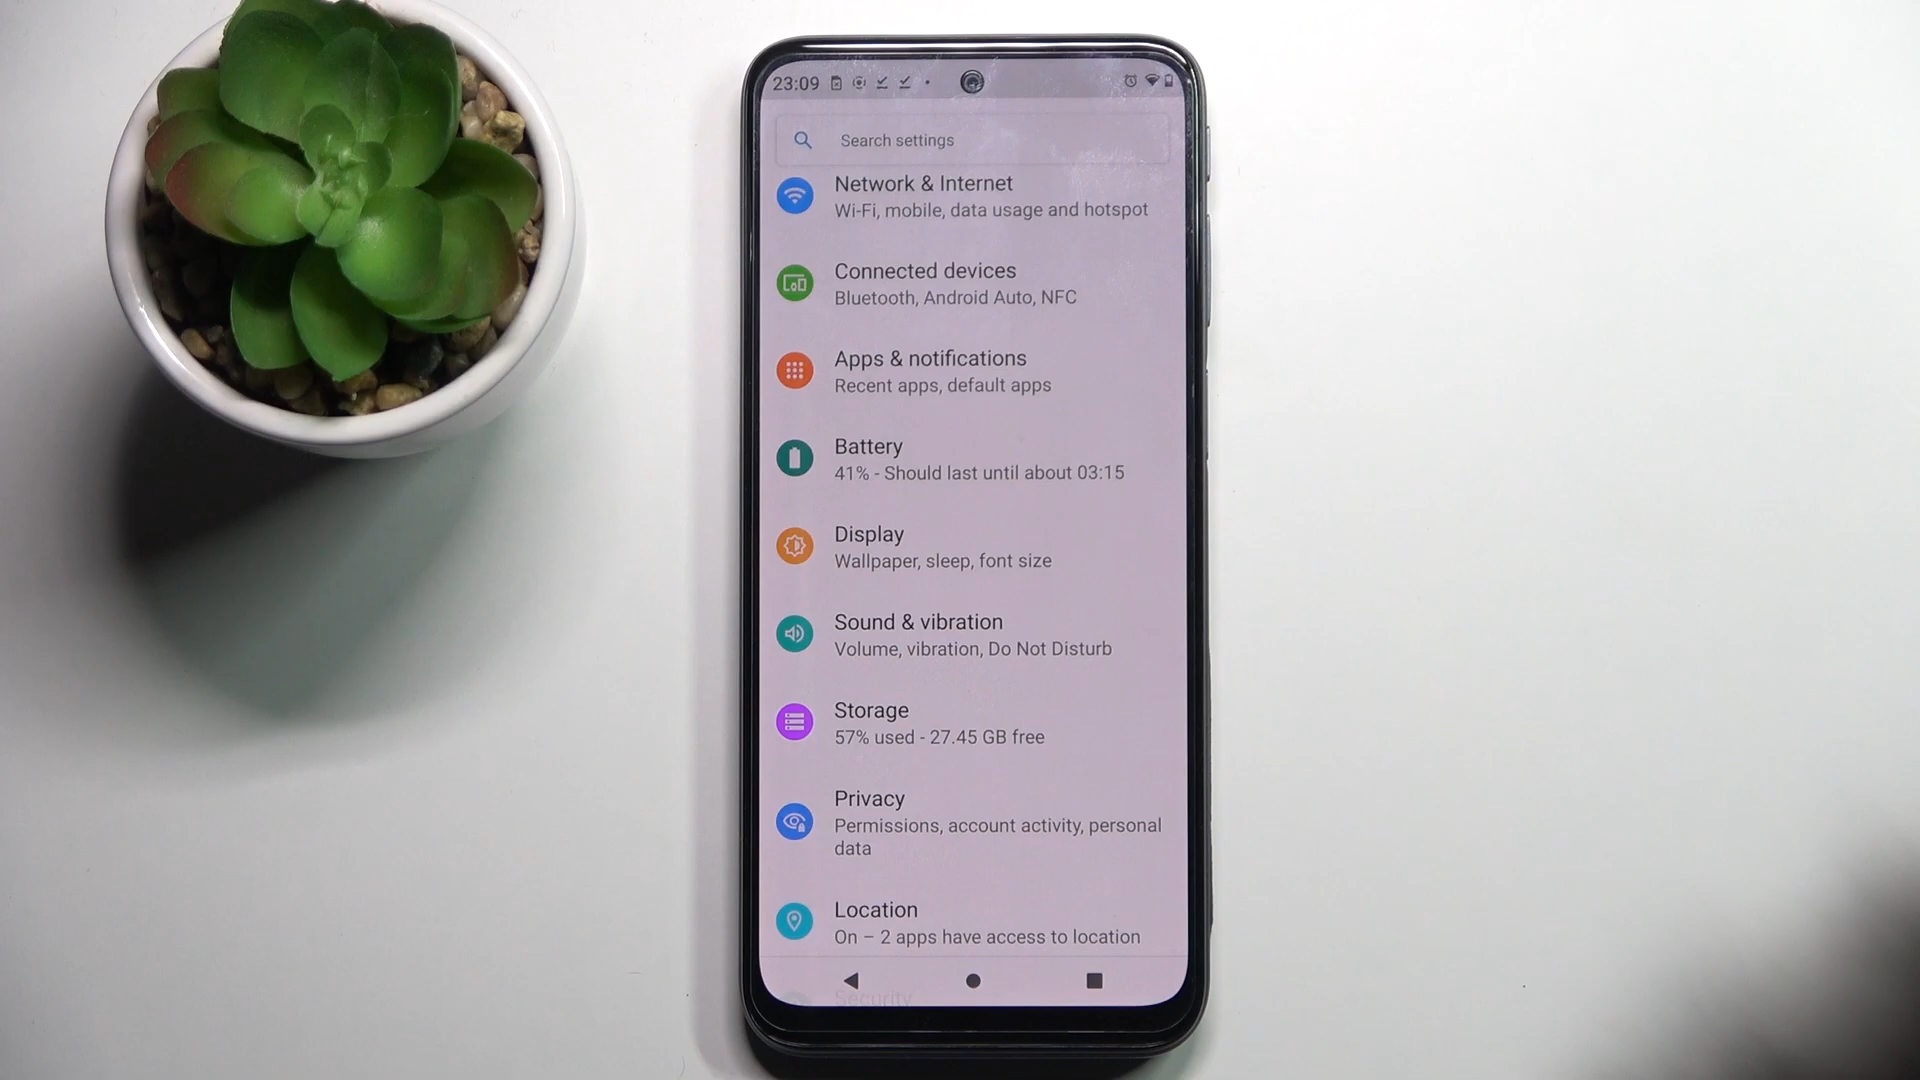 23:09
Search settings
Network & Internet
Wi-Fi, mobile, data usage and hotspot
Connected devices
Bluetooth, Android Auto, NFC
Apps & notifications
Recent apps, default apps
Battery
41% - Should last until about 03:15
Display
Wallpaper, sleep, font size
Sound & vibration
Volume, vibration, Do Not Disturb
Storage
57% used - 27.45 GB free
Privacy
Permissions, account activity, personal
data
Location
On – 2 apps have access to location
Security